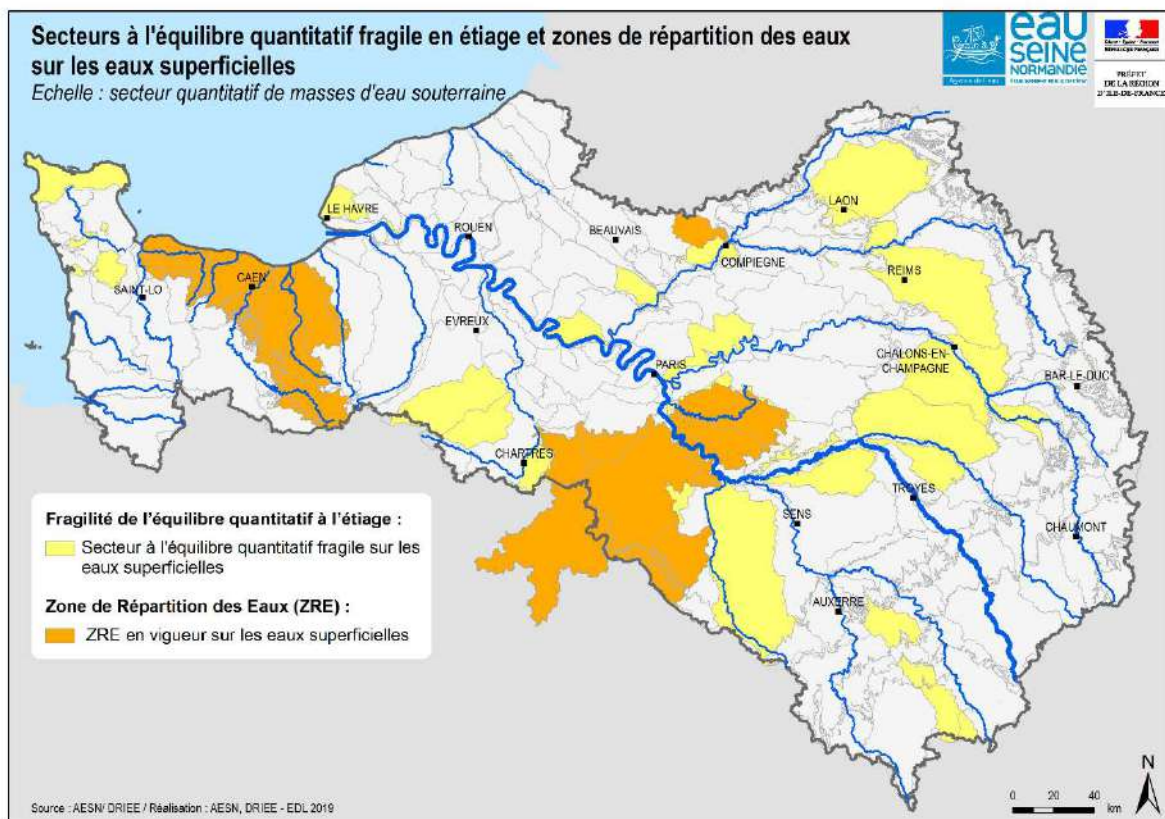 Secteurs à l'équilibre quantitatif fragile en étiage et zones de répartition des eaux
sur les eaux superficielles
Echelle : secteur quantitatif de masses d'eau souterraine
eau
SEINE
NORMANDIE
PRÉFET
DE LA RÉGION
D'ILE-DE-FRANCE
LE HAVRE
ROUEN
BEAUVAIS
COMPIEGNE
LAON
REIMS
SAINT-LO
CAEN
EVREUX
PARIS
CHALONS-EN-
CHAMPAGNE
BAR-LE-DUC
CHARTRES
TROYES
SENS
CHAUMONT
AUXERRE
Fragilité de l'équilibre quantitatif à l'étiage :
Secteur à l'équilibre quantitatif fragile sur les
eaux superficielles
Zone de Répartition des Eaux (ZRE) :
ZRE en vigueur sur les eaux superficielles
Source : AESN/ DRIEE / Réalisation : AESN, DRIEE - EDL 2019
N
0 20 40
km